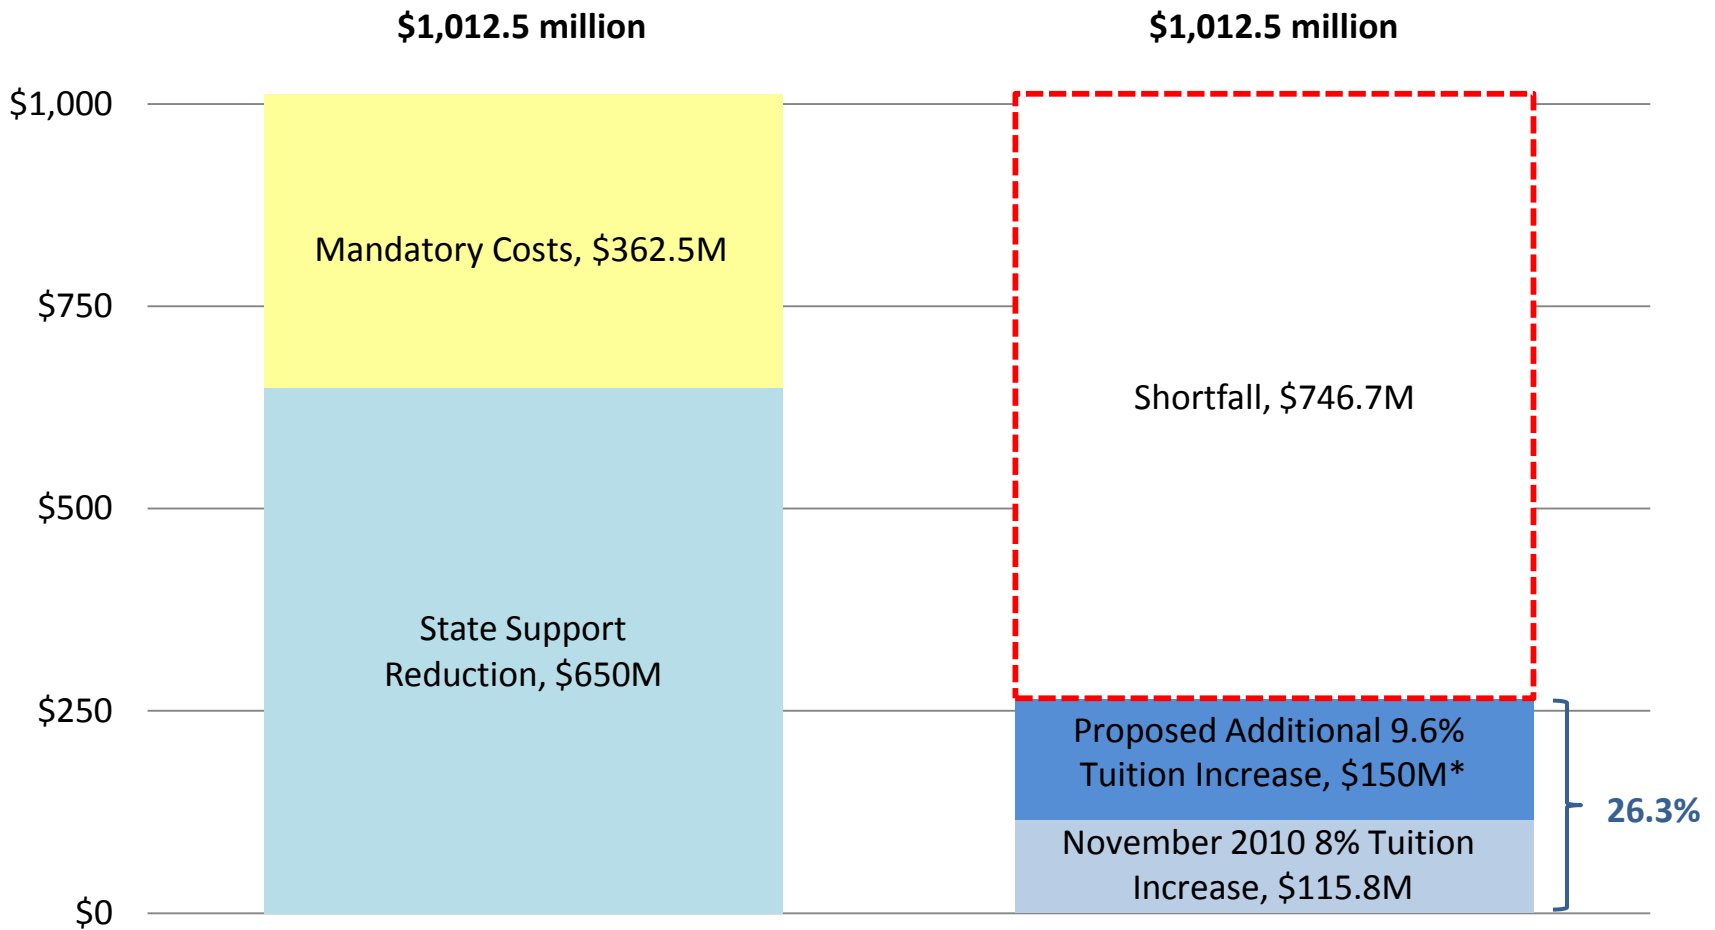 $1,012.5 million
$1,012.5 million
$1,000
$750
$500
$250
$0
Mandatory Costs, $362.5M
State Support
Reduction, $650M
Shortfall, $746.7M
Proposed Additional 9.6%
Tuition Increase, $150M*
November 2010 8% Tuition
Increase, $115.8M
26.3%